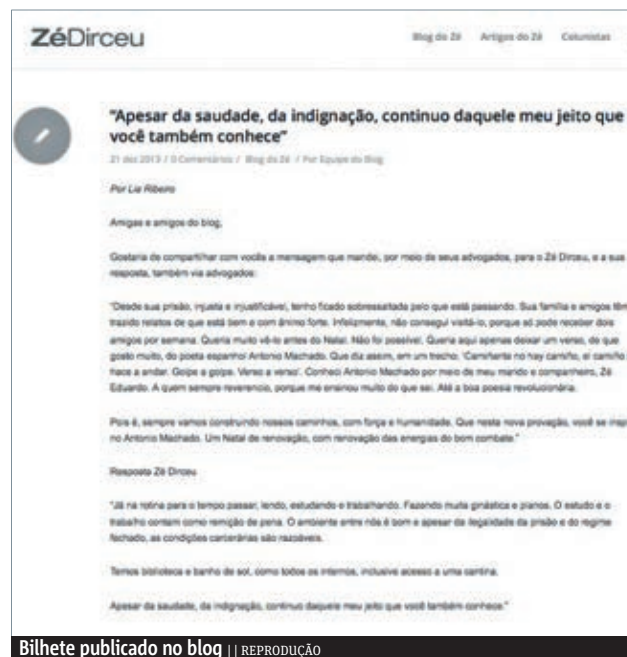 ZéDirceu
Blog do Zé Artigos do Zé Colunistas
"Apesar da saudade, da indignação, continuo daquele meu jeito que
você também conhece"
21 dez 2013 / 0 Comentários / Blog do Zé / Por Equipe do Blog
Por Lia Ribeiro
Amigas e amigos do blog,
Gostaria de compartilhar com vocês a mensagem que mandei, por meio de seus advogados, para o Zé Dirceu, e a sua
resposta, também via advogados:
"Desde sua prisão, injusta e injustificável, tenho ficado sobressaltada pelo que está passando. Sua família e amigos têm
trazido relatos de que está bem e com ânimo forte. Infelizmente, não consegui visitá-lo, porque só pode receber dois
amigos por semana. Queria muito vê-lo antes do Natal. Não foi possível. Queria aqui apenas deixar um verso, de que
gosto muito, do poeta espanhol Antonio Machado. Que diz assim, em um trecho: 'Caminante no hay camiño, el camiño
hace a andar. Golpe a golpe. Verso a verso'. Conheci Antonio Machado por meio de meu marido e companheiro, Zé
Eduardo. A quem sempre reverencio, porque me ensinou muito do que sei. Até a boa poesia revolucionária.
Pois é, sempre vamos construindo nossos caminhos, com força e humanidade. Que nesta nova provação, você se insp
no Antonio Machado. Um Natal de renovação, com renovação das energias do bom combate."
Resposta Zé Dirceu
"Já na rotina para o tempo passar, lendo, estudando e trabalhando. Fazendo muita ginástica e planos. O estudo e o
trabalho contam como remição de pena. O ambiente entre nós é bom e apesar da ilegalidade da prisão e do regime
fechado, as condições carcerárias são razoáveis.
Temos biblioteca e banho de sol, como todos os internos, inclusive acesso a uma cantina.
Apesar da saudade, da indignação, continuo daquele meu jeito que você também conhece."
Bilhete publicado no blog || REPRODUÇÃO